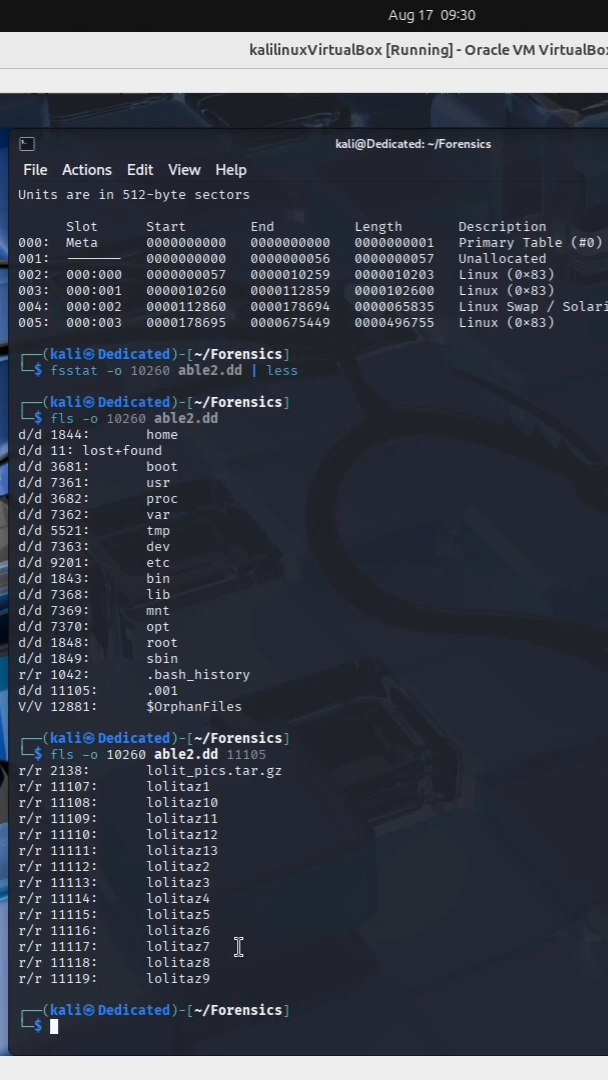 Aug 17 09:30
kalilinuxVirtualBox [Running] - Oracle VM VirtualBo
kali@Dedicated: ~/Forensics
File Actions Edit View Help
Units are in 512-byte sectors
Slot Start End Length Description
000: Meta 0000000000 0000000000 0000000001 Primary Table (#0)
001: ------- 0000000000 0000000056 0000000057 Unallocated
002: 000:000 0000000057 0000010259 0000010203 Linux (0×83)
003: 000:001 0000010260 0000112859 0000102600 Linux (0×83)
004: 000:002 0000112860 0000178694 0000065835 Linux Swap / Solari
005: 000:003 0000178695 0000675449 0000496755 Linux (0×83)
┌──(kali㉿Dedicated)-[~/Forensics]
└─$ fsstat -o 10260 able2.dd | less
┌──(kali㉿Dedicated)-[~/Forensics]
└─$ fls -o 10260 able2.dd
d/d 1844: home
d/d 11: lost+found
d/d 3681: boot
d/d 7361: usr
d/d 3682: proc
d/d 7362: var
d/d 5521: tmp
d/d 7363: dev
d/d 9201: etc
d/d 1843: bin
d/d 7368: lib
d/d 7369: mnt
d/d 7370: opt
d/d 1848: root
d/d 1849: sbin
r/r 1042: .bash_history
d/d 11105: .001
V/V 12881: $OrphanFiles
┌──(kali㉿Dedicated)-[~/Forensics]
└─$ fls -o 10260 able2.dd 11105
r/r 2138: lolit_pics.tar.gz
r/r 11107: lolitaz1
r/r 11108: lolitaz10
r/r 11109: lolitaz11
r/r 11110: lolitaz12
r/r 11111: lolitaz13
r/r 11112: lolitaz2
r/r 11113: lolitaz3
r/r 11114: lolitaz4
r/r 11115: lolitaz5
r/r 11116: lolitaz6
r/r 11117: lolitaz7
r/r 11118: lolitaz8
r/r 11119: lolitaz9
┌──(kali㉿Dedicated)-[~/Forensics]
└─$